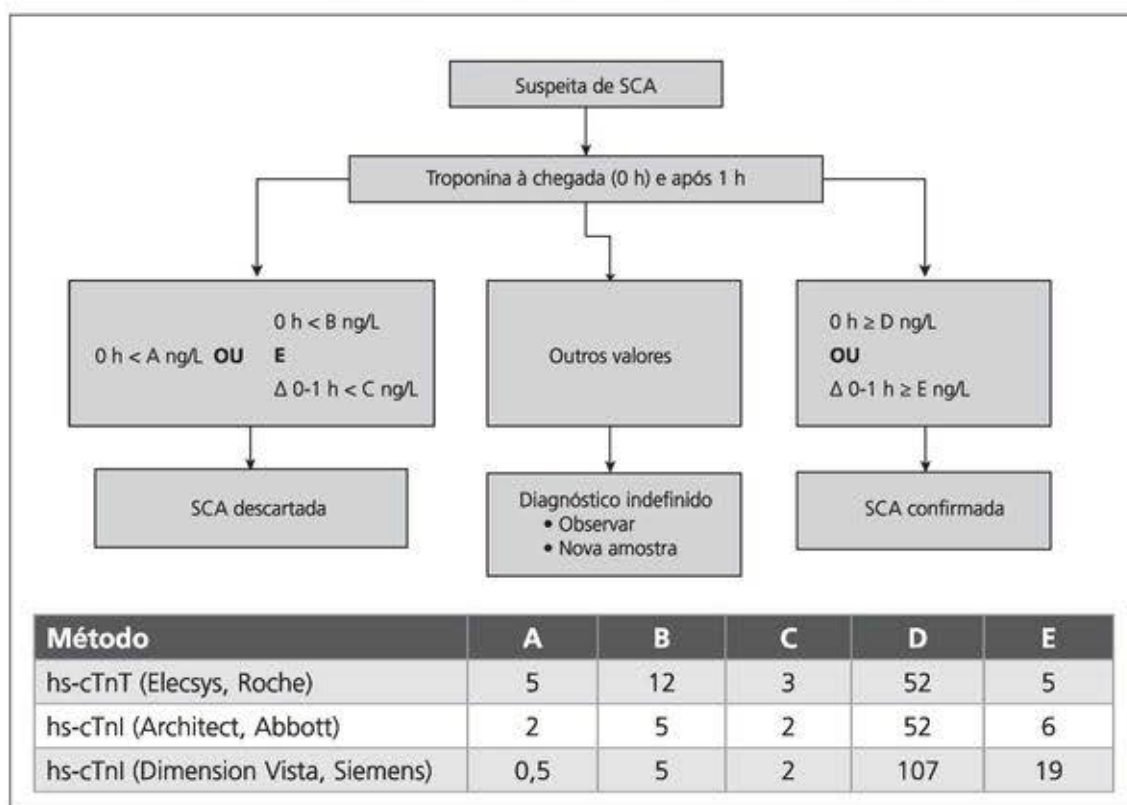 Suspeita de SCA
Troponina à chegada (0 h) e após 1 h
0 h < A ng/L OU
0 h < B ng/L
E
Δ 0-1 h < C ng/L
Outros valores
0 h ≥ D ng/L
OU
Δ 0-1 h ≥ E ng/L
SCA descartada
Diagnóstico indefinido
• Observar
• Nova amostra
SCA confirmada
Método A B C D E
hs-cTnT (Elecsys, Roche) 5 12 3 52 5
hs-cTnI (Architect, Abbott) 2 5 2 52 6
hs-cTnI (Dimension Vista, Siemens) 0,5 5 2 107 19